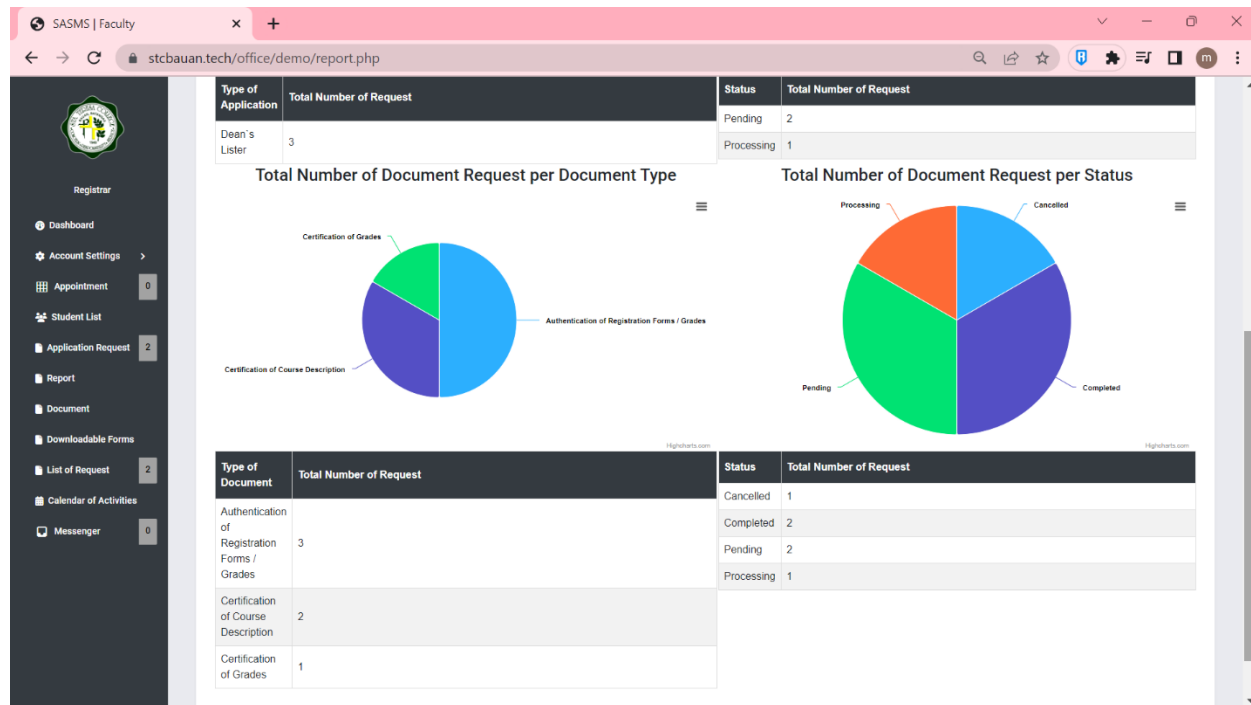 SASMS | Faculty
stcbauan.tech/office/demo/report.php
m
Registrar
Dashboard
Account Settings
Appointment 0
Student List
Application Request 2
Report
Document
Downloadable Forms
List of Request 2
Calendar of Activities
Messenger 0
Type of
Application
Total Number of Request
Dean`s
Lister
3
Status Total Number of Request
Pending 2
Processing 1
Total Number of Document Request per Document Type
Certification of Grades
Authentication of Registration Forms / Grades
Certification of Course Description
Highcharts.com
Total Number of Document Request per Status
Processing
Cancelled
Pending
Completed
Highcharts.com
Type of
Document
Total Number of Request
Authentication
of
Registration
Forms /
Grades
3
Certification
of Course
Description
2
Certification
of Grades
1
Status Total Number of Request
Cancelled 1
Completed 2
Pending 2
Processing 1